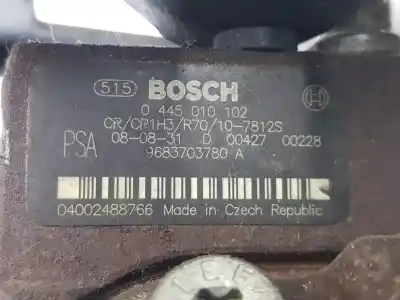 515 BOSCH
0 445 010 102
CR/CP1H3/R70/10-7812S
PSA 08-08-31 D 00427 00228
9683703780 A
04002488766 Made in Czech Republic